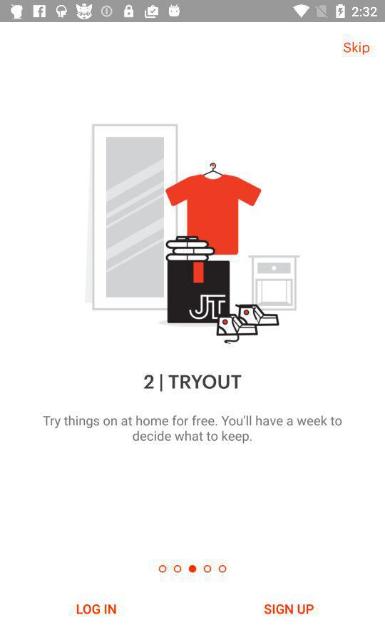 2:32
Skip
JT
2 | TRYOUT
Try things on at home for free. You'll have a week to
decide what to keep.
LOG IN
SIGN UP